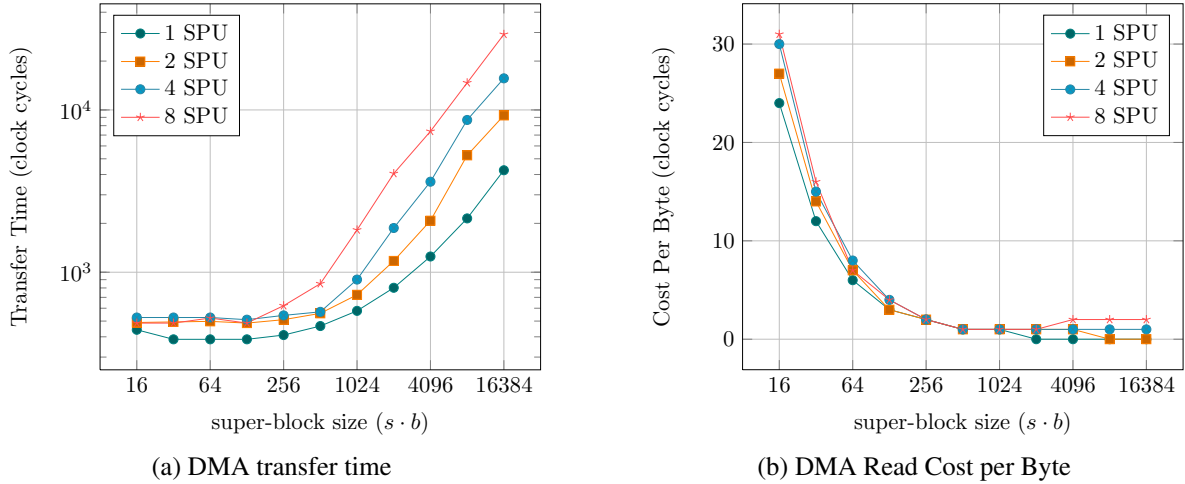 1 SPU
2 SPU
4 SPU
8 SPU
10^4
10^3
16 64 256 1024 4096 16384
Transfer Time (clock cycles)
super-block size (s · b)
(a) DMA transfer time
1 SPU
2 SPU
4 SPU
8 SPU
30
20
10
0
16 64 256 1024 4096 16384
Cost Per Byte (clock cycles)
super-block size (s · b)
(b) DMA Read Cost per Byte